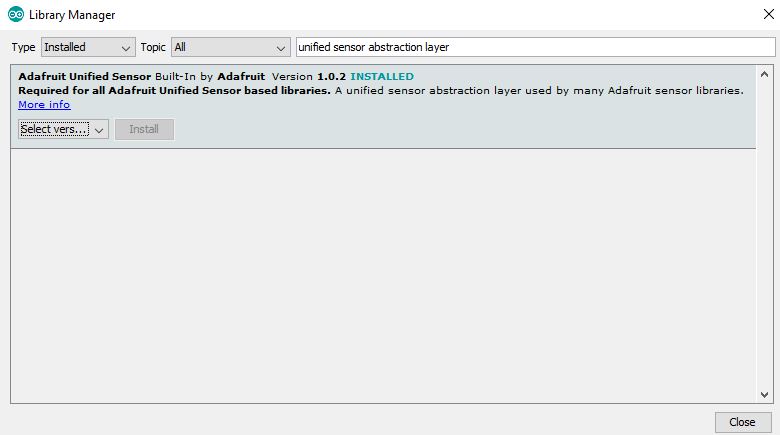 Library Manager
Type Installed Topic All unified sensor abstraction layer
Adafruit Unified Sensor Built-In by Adafruit Version 1.0.2 INSTALLED
Required for all Adafruit Unified Sensor based libraries. A unified sensor abstraction layer used by many Adafruit sensor libraries.
More info
Select vers... Install
Close